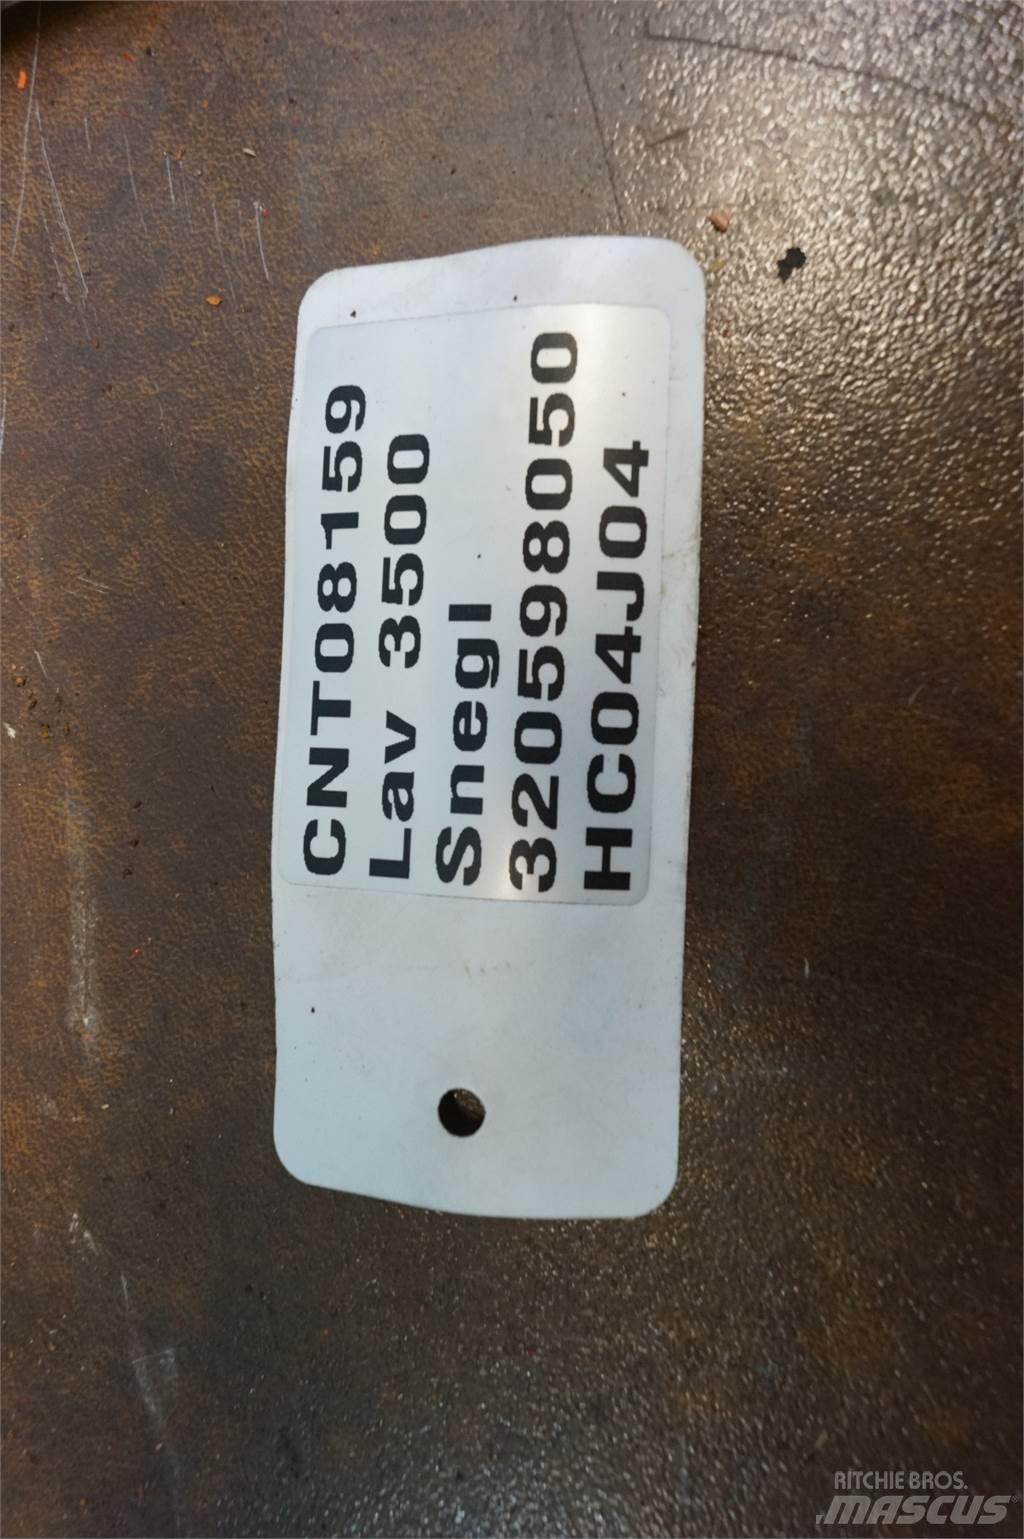 CNT08159
Lav 3500
Snegl
320598050
HC04J04
RITCHIE BROS.
MASCUS